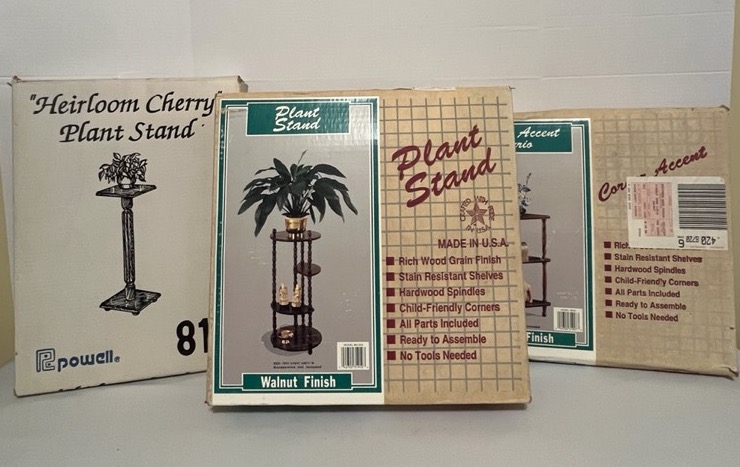 "Heirloom Cherry"
Plant Stand
powell®
81
Plant
Stand
Walnut Finish
Plant
Stand
MADE IN U.S.A.
Rich Wood Grain Finish
Stain Resistant Shelves
Hardwood Spindles
Child-Friendly Corners
All Parts Included
Ready to Assemble
No Tools Needed
Accent
Finish
Accent
Stain Resistant Shelves
Hardwood Spindles
Child-Friendly Corners
All Parts Included
Ready to Assemble
No Tools Needed